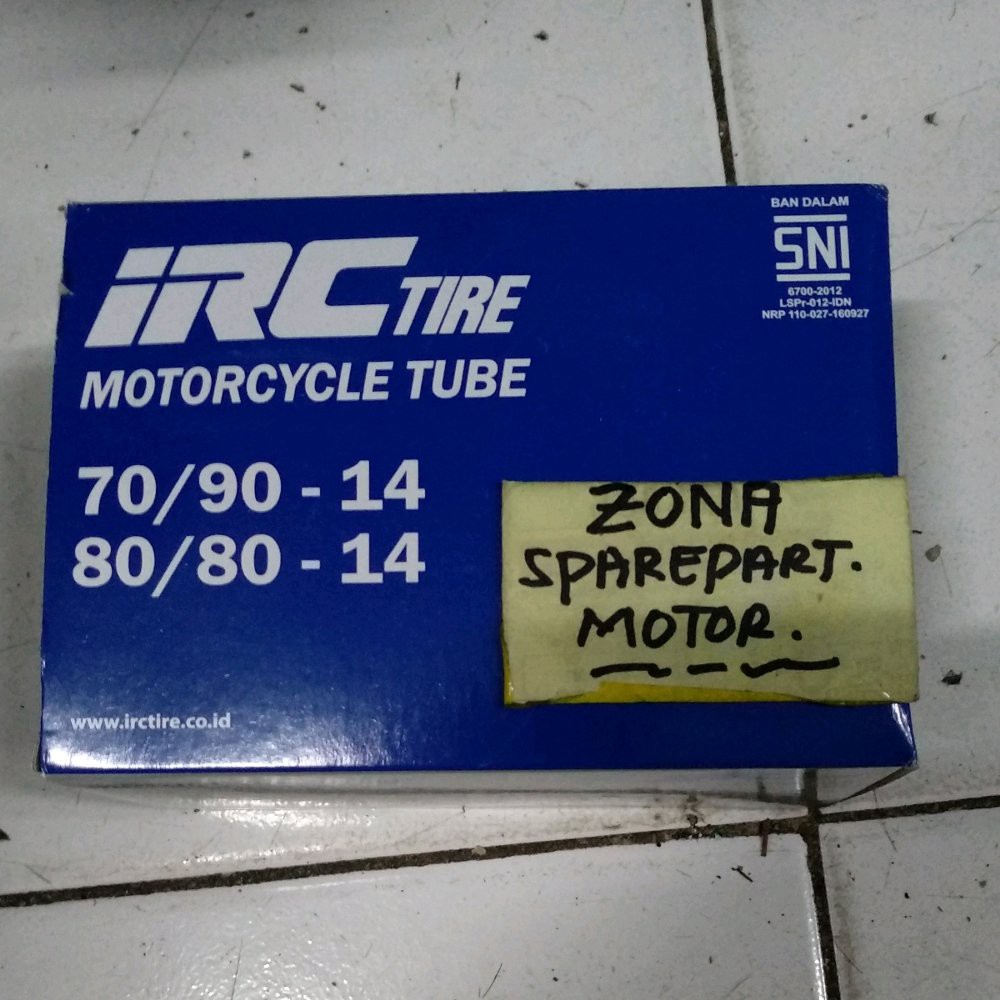 iRC TIRE
MOTORCYCLE TUBE
70/90 - 14
80/80 - 14
www.irctire.co.id
BAN DALAM
SNI
6700-2012
LSPr-012-IDN
NRP 110-027-160927
ZONA
SPAREPART.
MOTOR.